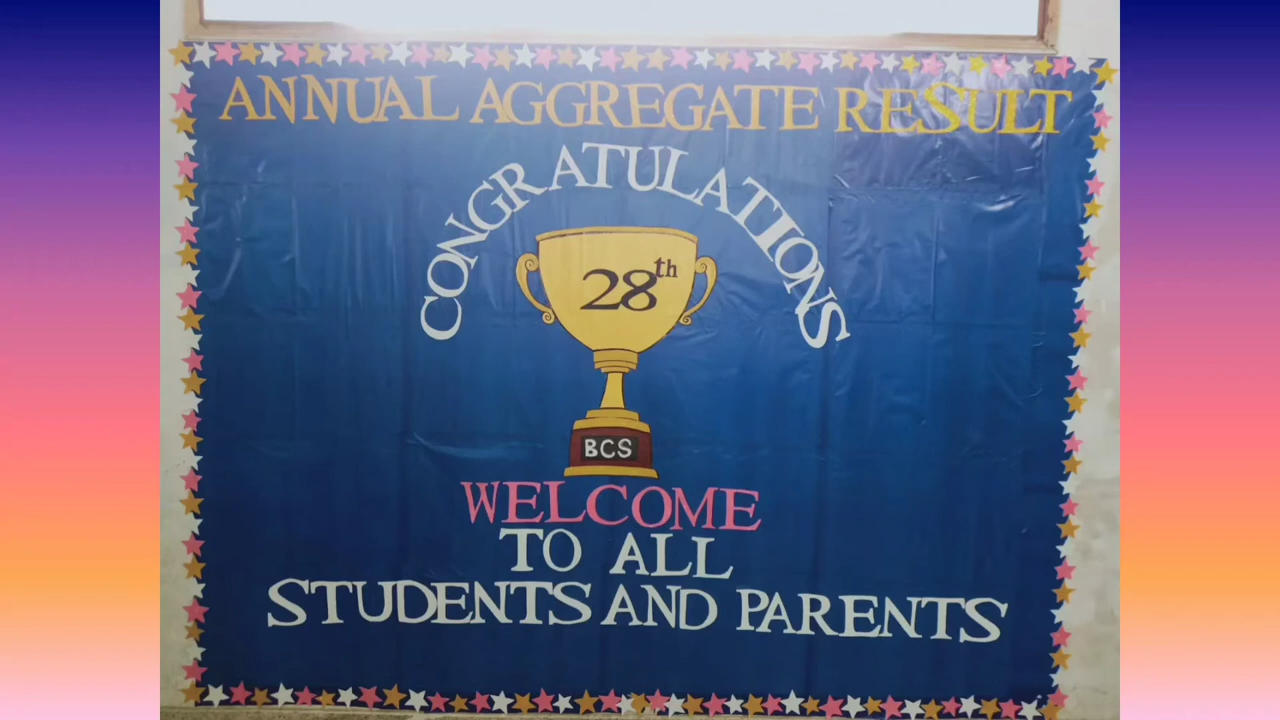 ANNUAL AGGREGATE RESULT
CONGRATULATIONS
28th
BCS
WELCOME
TO ALL
STUDENTS AND PARENTS